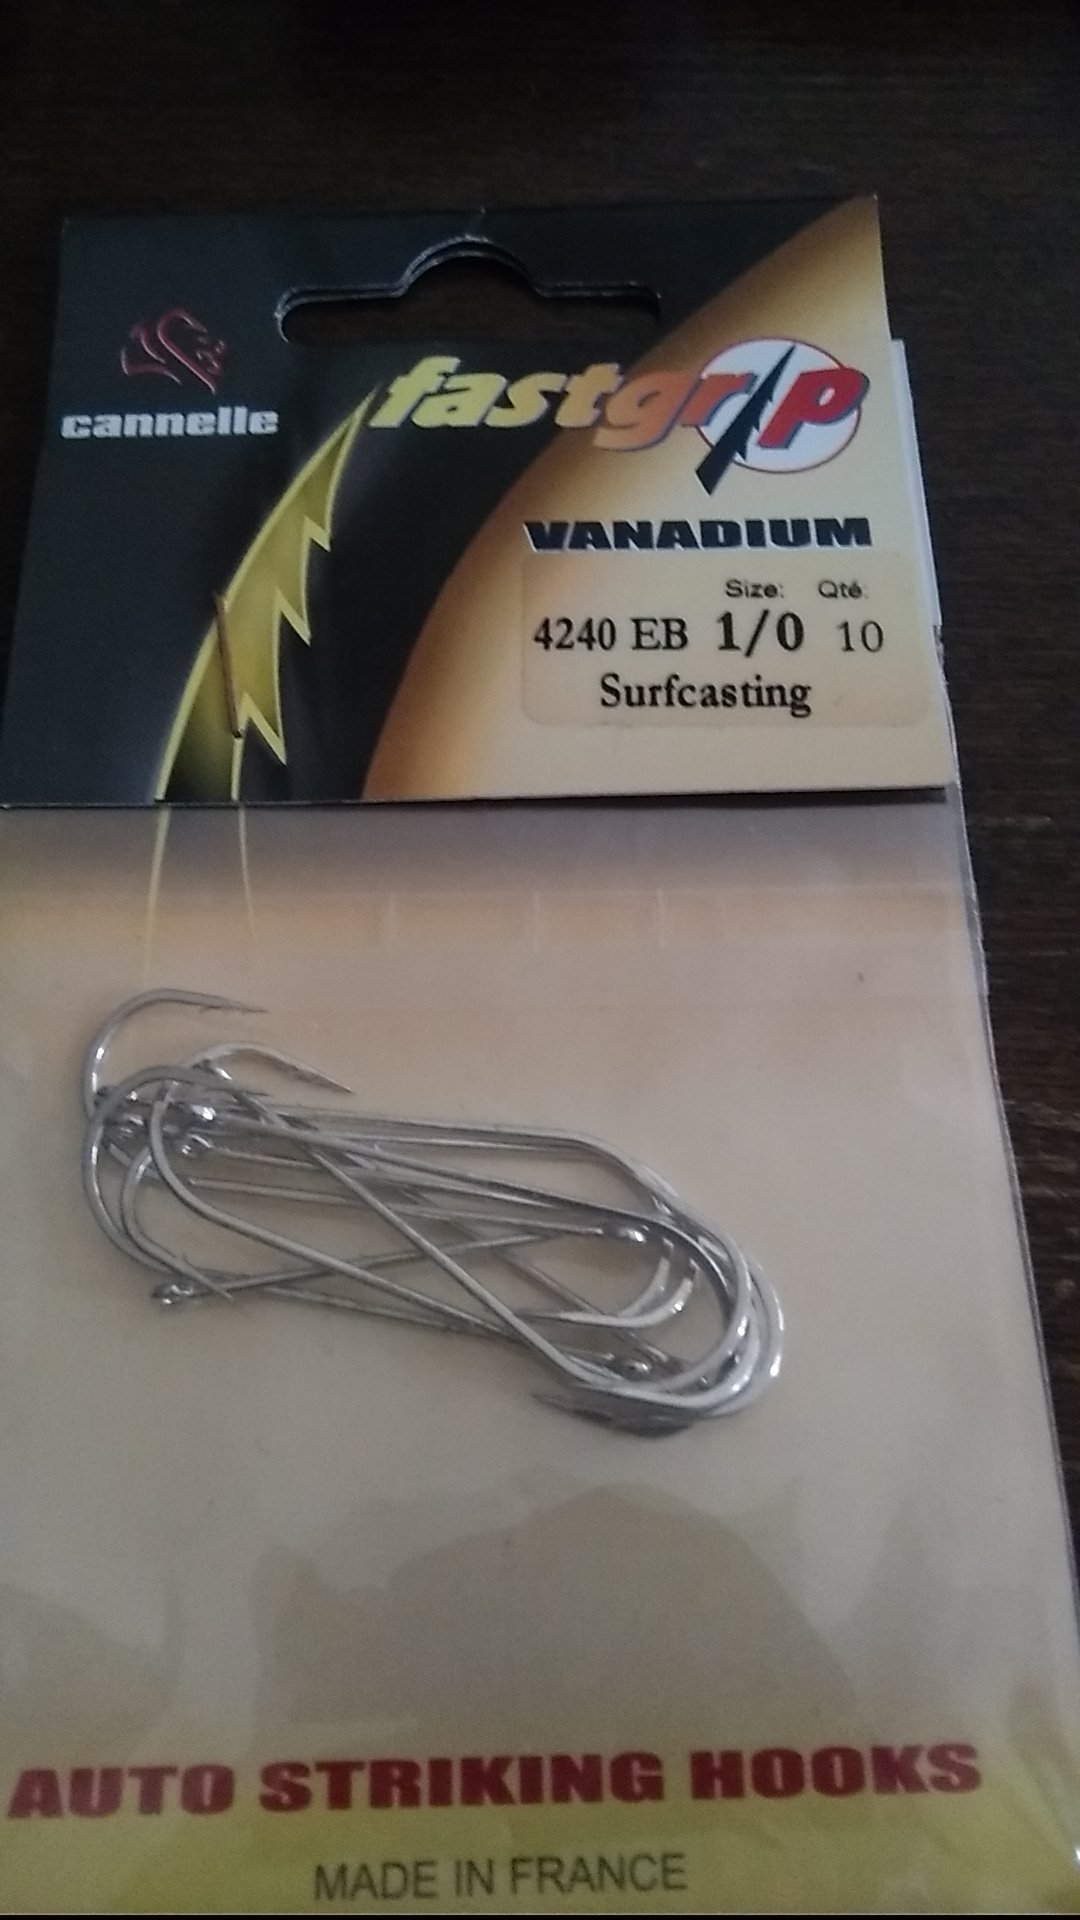 cannelle
fastgrip
VANADIUM
Size: Qté:
4240 EB 1/0 10
Surfcasting
AUTO STRIKING HOOKS
MADE IN FRANCE